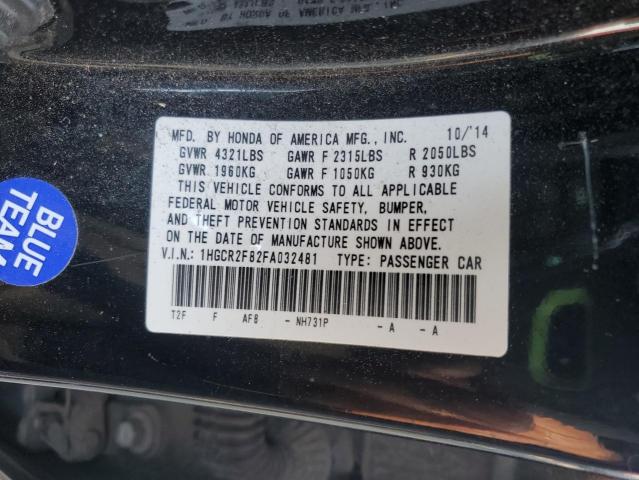 MFD. BY HONDA OF AMERICA MFG., INC. 10/'14
GVWR 4321LBS GAWR F 2315LBS R 2050LBS
GVWR 1960KG GAWR F 1050KG R 930KG
THIS VEHICLE CONFORMS TO ALL APPLICABLE
FEDERAL MOTOR VEHICLE SAFETY, BUMPER,
AND THEFT PREVENTION STANDARDS IN EFFECT
ON THE DATE OF MANUFACTURE SHOWN ABOVE.
V.I.N.: 1HGCR2F82FA032481 TYPE: PASSENGER CAR
T2F F AF8 - NH731P - A - A
BLUE
TEAM